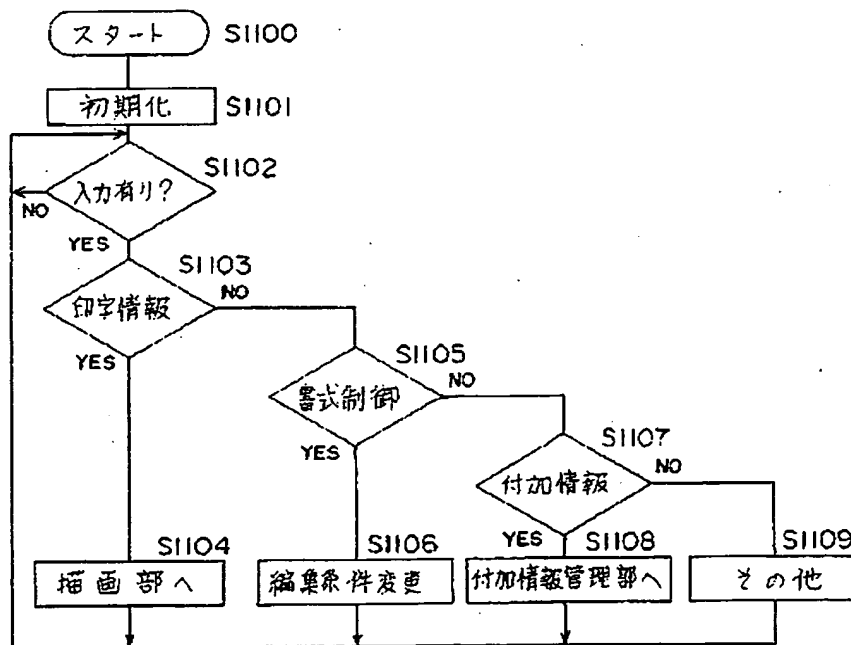 スタート S1100
初期化 S1101
S1102
入力有り?
NO
YES
S1103
印字情報
NO
YES
S1105
書式制御
NO
YES
S1107
付加情報
NO
YES
S1104
描画部へ
S1106
編集条件変更
S1108
付加情報管理部へ
S1109
その他